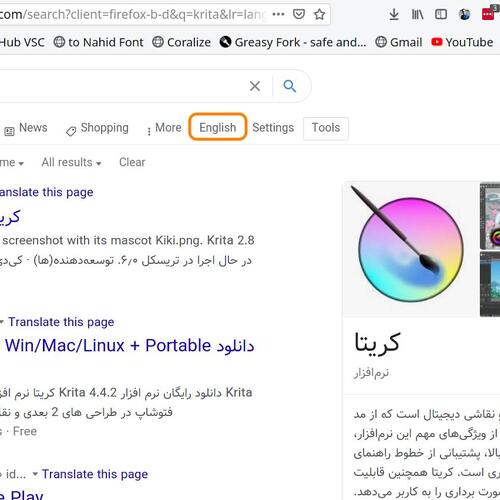 com/search?client=firefox-b-d&q=krita&lr=lan
Hub VSC to Nahid Font Coralize Greasy Fork - safe and... Gmail YouTube
News Shopping More English Settings Tools
me All results Clear
anslate this page
کری
screenshot with its mascot Kiki.png. Krita 2.8
در حال اجرا در تریسکل ۶٫۰. توسعه‌دهنده(ها) · کی‌دی
Translate this page
دانلود Win/Mac/Linux + Portable
Krita دانلود رایگان نرم افزار Krita 4.4.2 کریتا نرم افز
فتوشاپ در طراحی های 2 بعدی و نقا
s · Free
id... Translate this page
e Play
3
کریتا
نرم‌افزار
و نقاشی دیجیتال است که از مد
از ویژگی‌های مهم این نرم‌افزار،
بالا، پشتیبانی از خطوط راهنمای
ری است. کریتا همچنین قابلیت
صورت برداری را به کاربر می‌دهد.